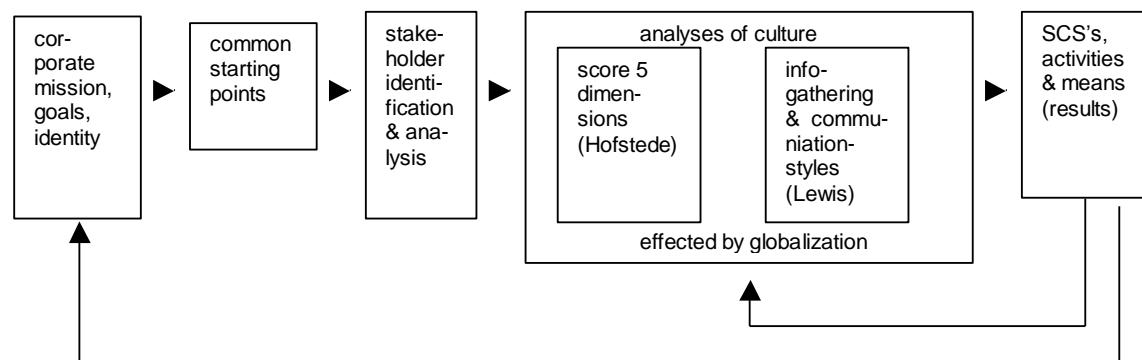 cor-
porate
mission,
goals,
identity
common
starting
points
stake-
holder
identi-
fication
& ana-
lysis
analyses of culture
score 5
dimen-
sions
(Hofstede)
info-
gathering
& commu-
niation-
styles
(Lewis)
effected by globalization
SCS's,
activities
& means
(results)